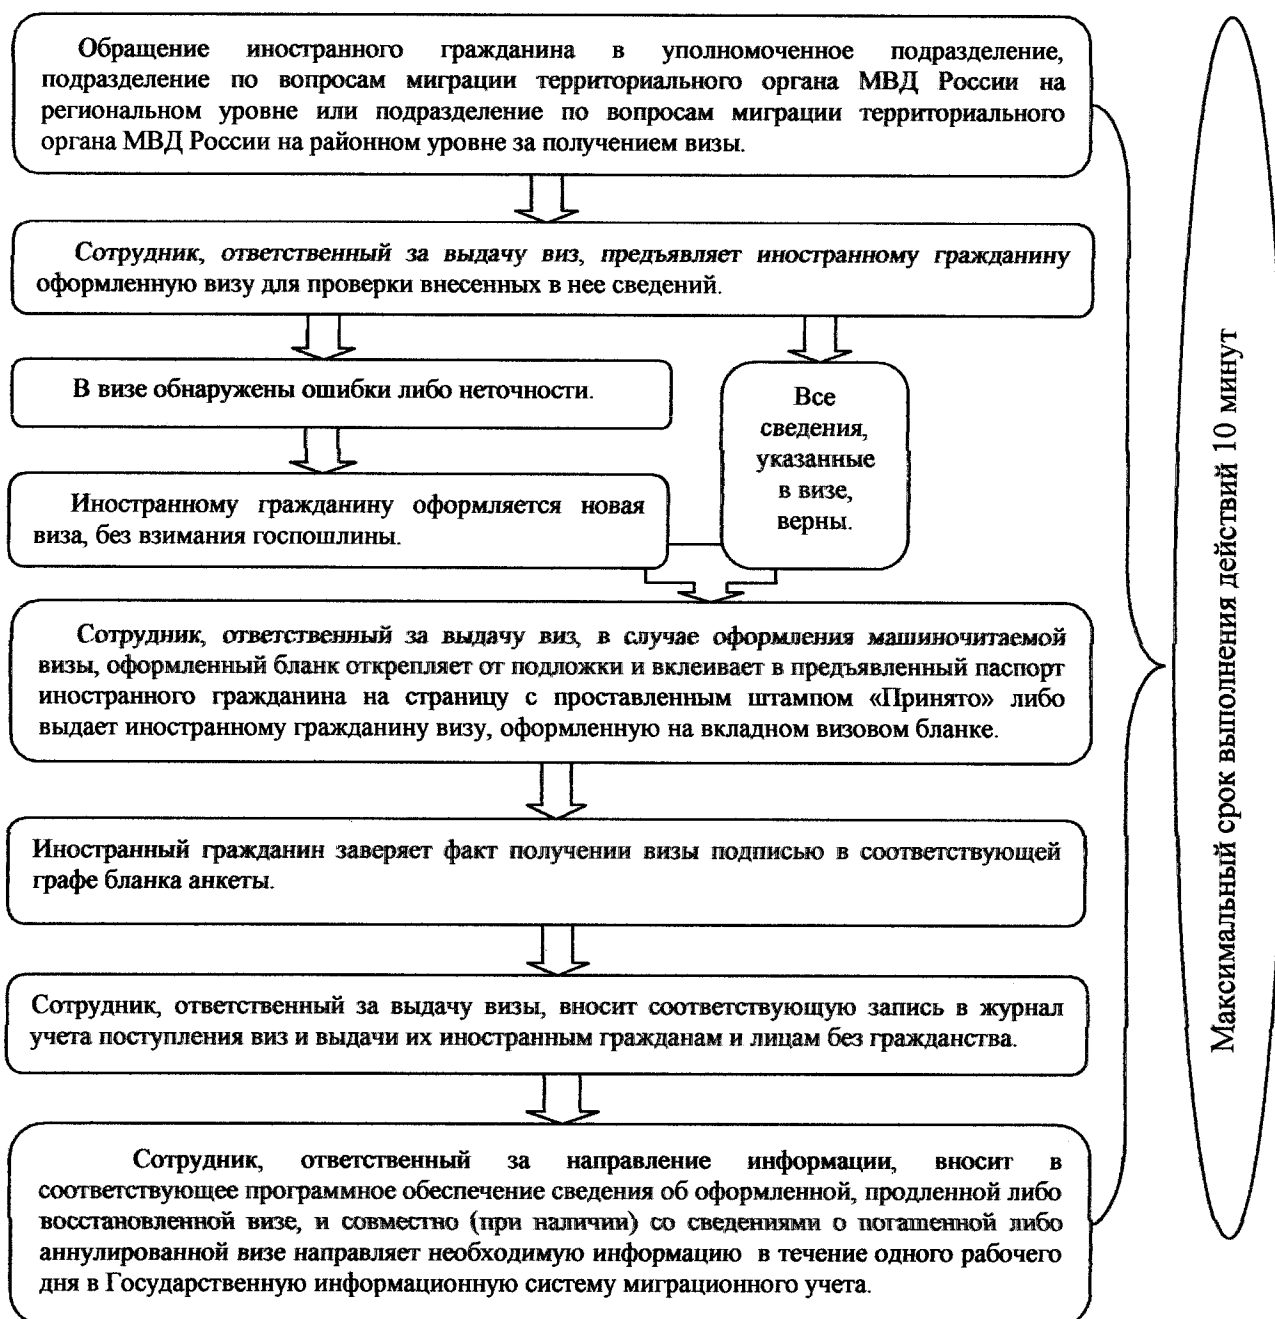 Обращение иностранного гражданина в уполномоченное подразделение,
подразделение по вопросам миграции территориального органа МВД России на
региональном уровне или подразделение по вопросам миграции территориального
органа МВД России на районном уровне за получением визы.
Сотрудник, ответственный за выдачу виз, предъявляет иностранному гражданину
оформленную визу для проверки внесенных в нее сведений.
В визе обнаружены ошибки либо неточности.
Все
сведения,
указанные
в визе,
верны.
Иностранному гражданину оформляется новая
виза, без взимания госпошлины.
Сотрудник, ответственный за выдачу виз, в случае оформления машиночитаемой
визы, оформленный бланк открепляет от подложки и вклеивает в предъявленный паспорт
иностранного гражданина на страницу с проставленным штампом «Принято» либо
выдает иностранному гражданину визу, оформленную на вкладном визовом бланке.
Иностранный гражданин заверяет факт получении визы подписью в соответствующей
графе бланка анкеты.
Сотрудник, ответственный за выдачу визы, вносит соответствующую запись в журнал
учета поступления виз и выдачи их иностранным гражданам и лицам без гражданства.
Сотрудник, ответственный за направление информации, вносит в
соответствующее программное обеспечение сведения об оформленной, продленной либо
восстановленной визе, и совместно (при наличии) со сведениями о погашенной либо
аннулированной визе направляет необходимую информацию в течение одного рабочего
дня в Государственную информационную систему миграционного учета.
Максимальный срок выполнения действий 10 минут